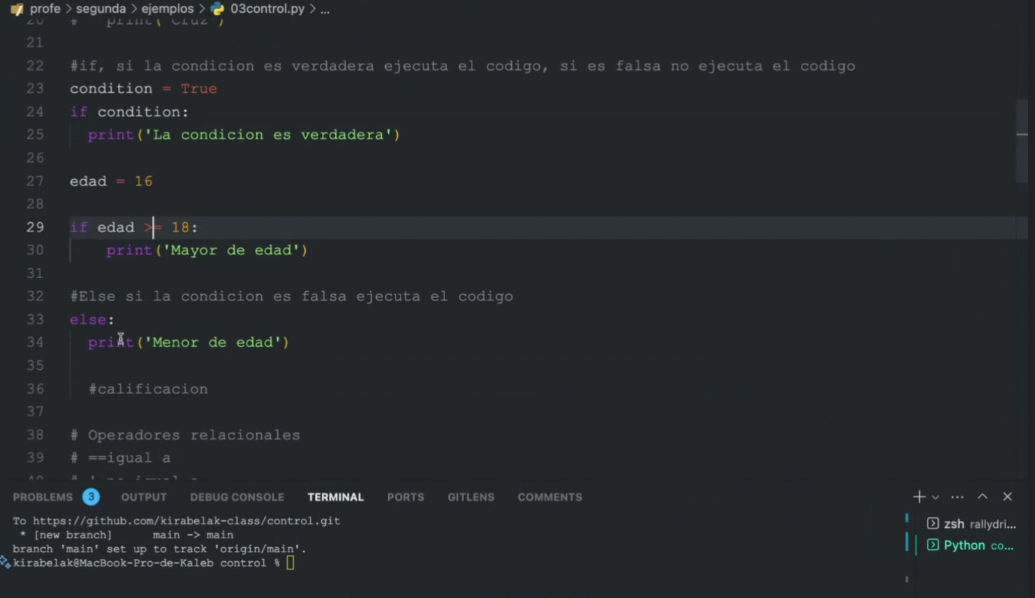 profe > segunda > ejemplos > 03control.py > ...
20 # print('Cruz')
21
22 #if, si la condicion es verdadera ejecuta el codigo, si es falsa no ejecuta el codigo
23 condition = True
24 if condition:
25 print('La condicion es verdadera')
26
27 edad = 16
28
29 if edad >= 18:
30 print('Mayor de edad')
31
32 #Else si la condicion es falsa ejecuta el codigo
33 else:
34 print('Menor de edad')
35
36 #calificacion
37
38 # Operadores relacionales
39 # ==igual a
PROBLEMS 3 OUTPUT DEBUG CONSOLE TERMINAL PORTS GITLENS COMMENTS
To https://github.com/kirabelak-class/control.git
* [new branch] main -> main
branch 'main' set up to track 'origin/main'.
kirabelak@MacBook-Pro-de-Kaleb control %
zsh rallydri...
Python co...